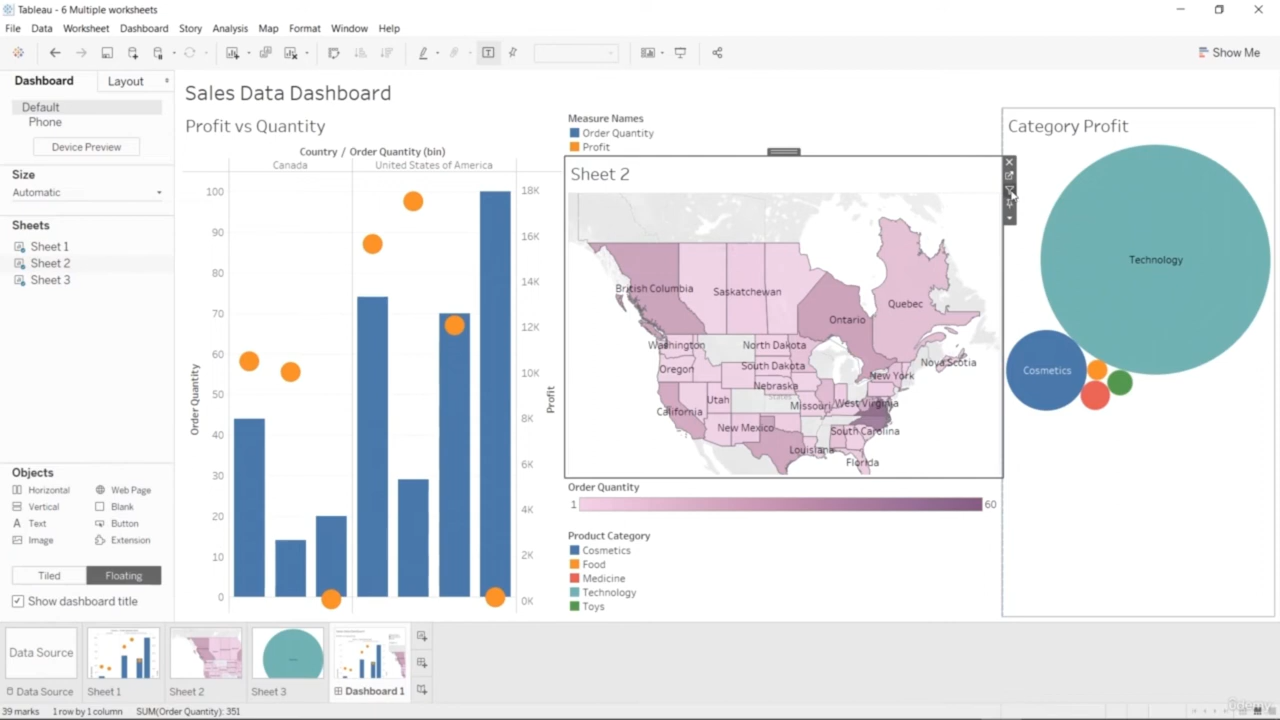 Tableau - 6 Multiple worksheets
File Data Worksheet Dashboard Story Analysis Map Format Window Help
Show Me
Dashboard Layout
Default
Phone
Device Preview
Size
Automatic
Sheets
Sheet 1
Sheet 2
Sheet 3
Objects
Horizontal Web Page
Vertical Blank
Text Button
Image Extension
Tiled Floating
Show dashboard title
Sales Data Dashboard
Profit vs Quantity
Country / Order Quantity (bin)
Canada United States of America
Order Quantity
100
90
80
70
60
50
40
30
20
10
0
18K
16K
14K
12K
10K
8K
6K
4K
2K
0K
Profit
Measure Names
Order Quantity
Profit
Sheet 2
British Columbia
Saskatchewan
Quebec
Ontario
Washington
North Dakota
Nova Scotia
Oregon
South Dakota
New York
Nebraska
States
Utah
Missouri
West Virginia
California
New Mexico
South Carolina
Louisiana
Florida
Order Quantity
1 60
Product Category
Cosmetics
Food
Medicine
Technology
Toys
Category Profit
Technology
Cosmetics
Data Source
Data Source Sheet 1 Sheet 2 Sheet 3 Dashboard 1
39 marks 1 row by 1 column SUM(Order Quantity): 351